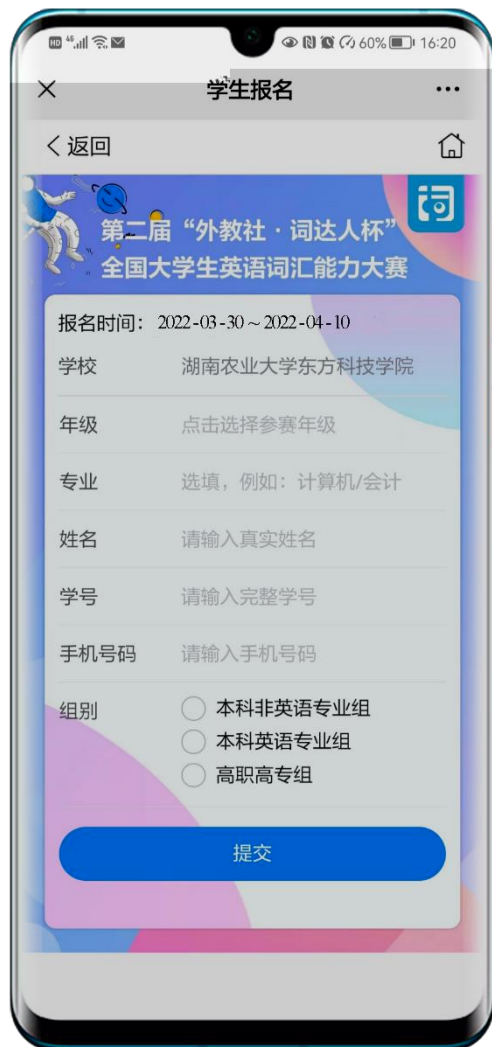 HD 46 60% 16:20
学生报名
返回
词
第二届“外教社·词达人杯”
全国大学生英语词汇能力大赛
报名时间： 2022-03-30～2022-04-10
学校 湖南农业大学东方科技学院
年级 点击选择参赛年级
专业 选填，例如：计算机/会计
姓名 请输入真实姓名
学号 请输入完整学号
手机号码 请输入手机号码
组别 本科非英语专业组
本科英语专业组
高职高专组
提交